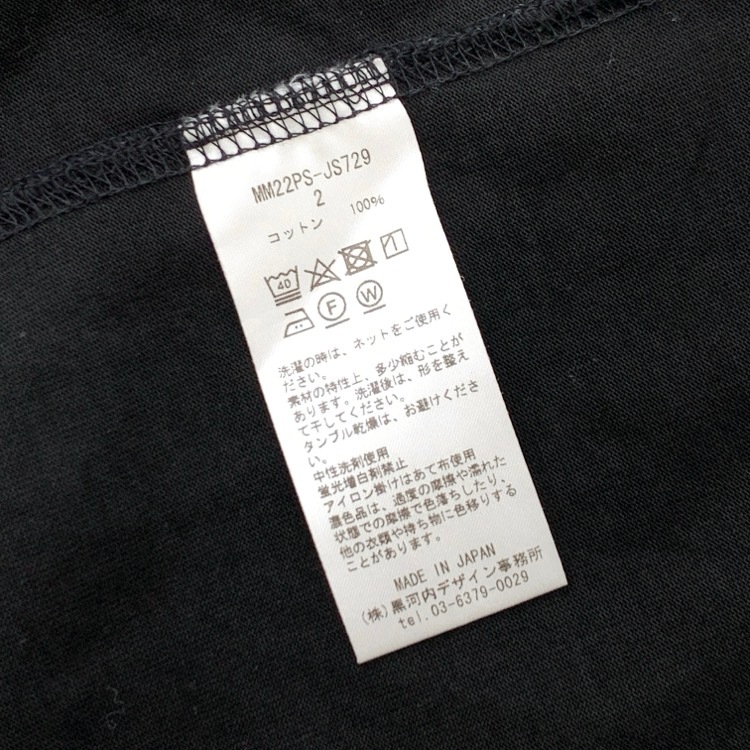 MM22PS-JS729
2
コットン 100%
40
F W
洗濯の時は、ネットをご使用く
ださい。
素材の特性上、多少縮むことが
あります。洗濯後は、形を整え
て干してください。
タンブル乾燥は、お避けくださ
い。
中性洗剤使用
蛍光増白剤禁止
アイロン掛けはあて布使用
濃色品は、過度の摩擦や濡れた
状態での摩擦で色落ちしたり、
他の衣類や持ち物に色移りする
ことがあります。
MADE IN JAPAN
(株)黒河内デザイン事務所
tel.03-6379-0029